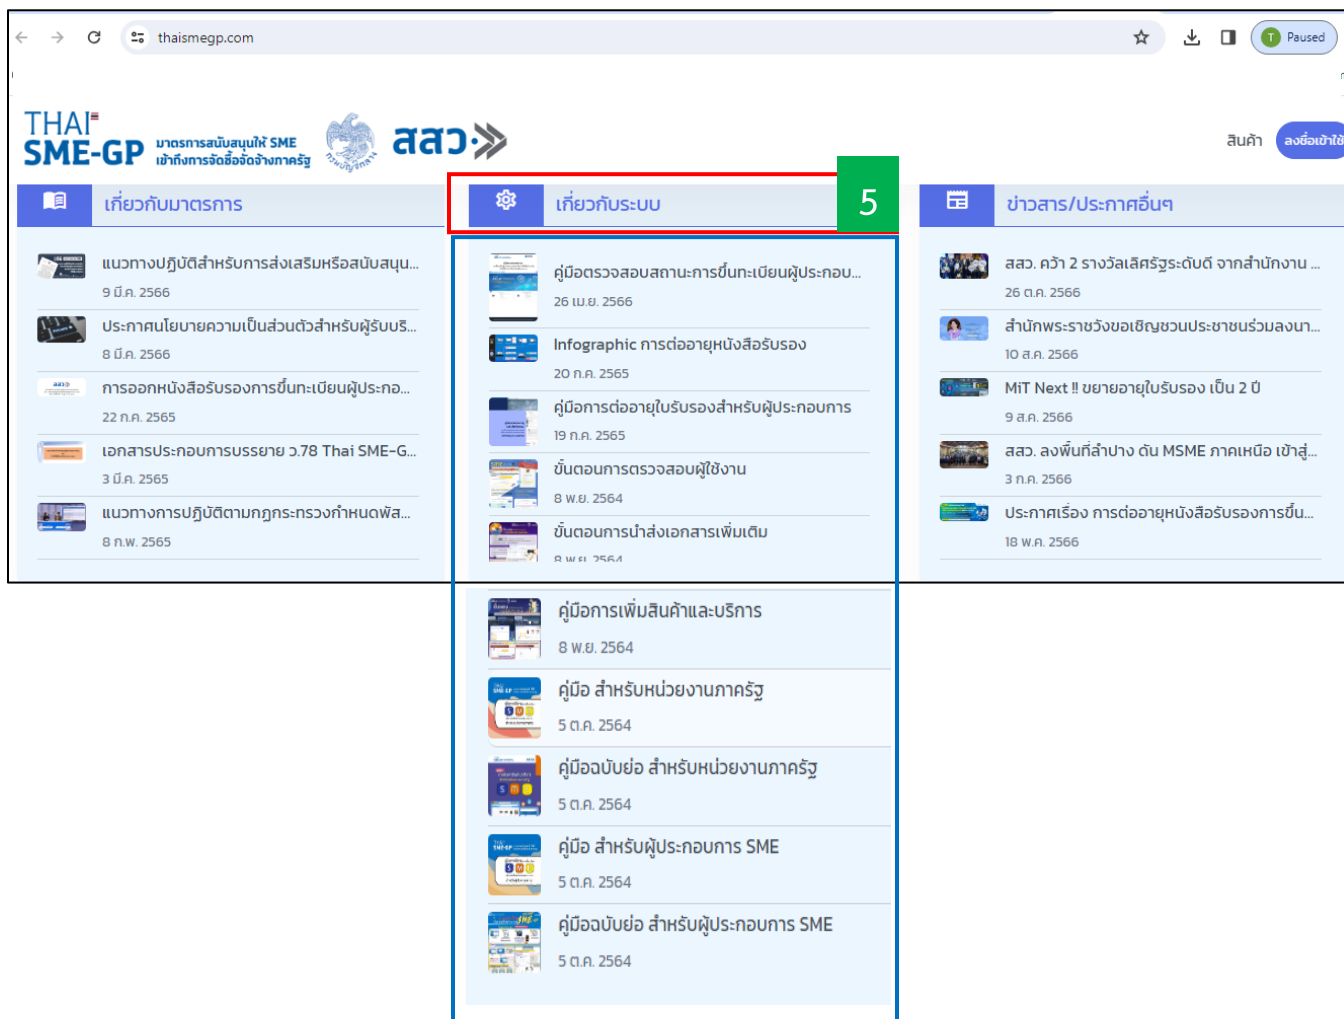 thaismegp.com
Paused
THAI
SME-GP
มาตรการสนับสนุนให้ SME
เข้าถึงการจัดซื้อจัดจ้างภาครัฐ
กรมบัญชีกลาง
สสว.
สินค้า
ลงชื่อเข้าใช้
เกี่ยวกับมาตรการ
แนวทางปฏิบัติสำหรับการส่งเสริมหรือสนับสนุน...
9 มี.ค. 2566
ประกาศนโยบายความเป็นส่วนตัวสำหรับผู้รับบริ...
8 มี.ค. 2566
การออกหนังสือรับรองการขึ้นทะเบียนผู้ประกอ...
22 ก.ค. 2565
เอกสารประกอบการบรรยาย ว.78 Thai SME-G...
3 มี.ค. 2565
แนวทางการปฏิบัติตามกฎกระทรวงกำหนดพัส...
8 ก.พ. 2565
เกี่ยวกับระบบ
5
คู่มือตรวจสอบสถานะการขึ้นทะเบียนผู้ประกอบ...
26 เม.ย. 2566
Infographic การต่ออายุหนังสือรับรอง
20 ก.ค. 2565
คู่มือการต่ออายุใบรับรองสำหรับผู้ประกอบการ
19 ก.ค. 2565
ขั้นตอนการตรวจสอบผู้ใช้งาน
8 พ.ย. 2564
ขั้นตอนการนำส่งเอกสารเพิ่มเติม
8 พ.ย. 2564
คู่มือการเพิ่มสินค้าและบริการ
8 พ.ย. 2564
คู่มือ สำหรับหน่วยงานภาครัฐ
5 ต.ค. 2564
คู่มือฉบับย่อ สำหรับหน่วยงานภาครัฐ
5 ต.ค. 2564
คู่มือ สำหรับผู้ประกอบการ SME
5 ต.ค. 2564
คู่มือฉบับย่อ สำหรับผู้ประกอบการ SME
5 ต.ค. 2564
ข่าวสาร/ประกาศอื่นๆ
สสว. คว้า 2 รางวัลเลิศรัฐระดับดี จากสำนักงาน ...
26 ต.ค. 2566
สำนักพระราชวังขอเชิญชวนประชาชนร่วมลงนา...
10 ส.ค. 2566
MiT Next !! ขยายอายุใบรับรอง เป็น 2 ปี
9 ส.ค. 2566
สสว. ลงพื้นที่ลำปาง ดัน MSME ภาคเหนือ เข้าสู่...
3 ก.ค. 2566
ประกาศเรื่อง การต่ออายุหนังสือรับรองการขึ้น...
18 พ.ค. 2566